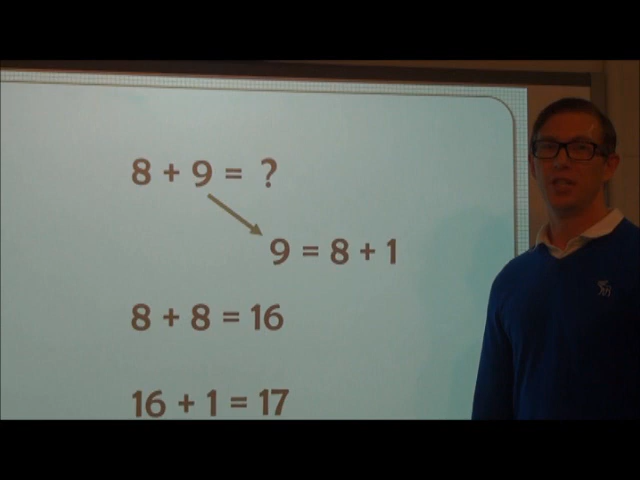 8 + 9 = ?
9 = 8 + 1
8 + 8 = 16
16 + 1 = 17